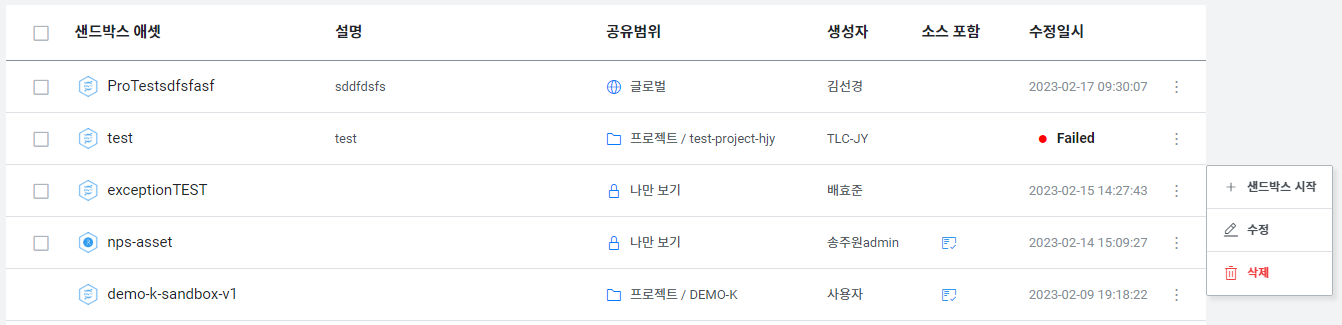 샌드박스 애셋 설명 공유범위 생성자 소스 포함 수정일시
ProTestsdfsfasf sddfdsfs 글로벌 김선경 2023-02-17 09:30:07
test test 프로젝트 / test-project-hjy TLC-JY Failed
exceptionTEST 나만 보기 배효준 2023-02-15 14:27:43
nps-asset 나만 보기 송주원admin 2023-02-14 15:09:27
demo-k-sandbox-v1 프로젝트 / DEMO-K 사용자 2023-02-09 19:18:22
샌드박스 시작
수정
삭제